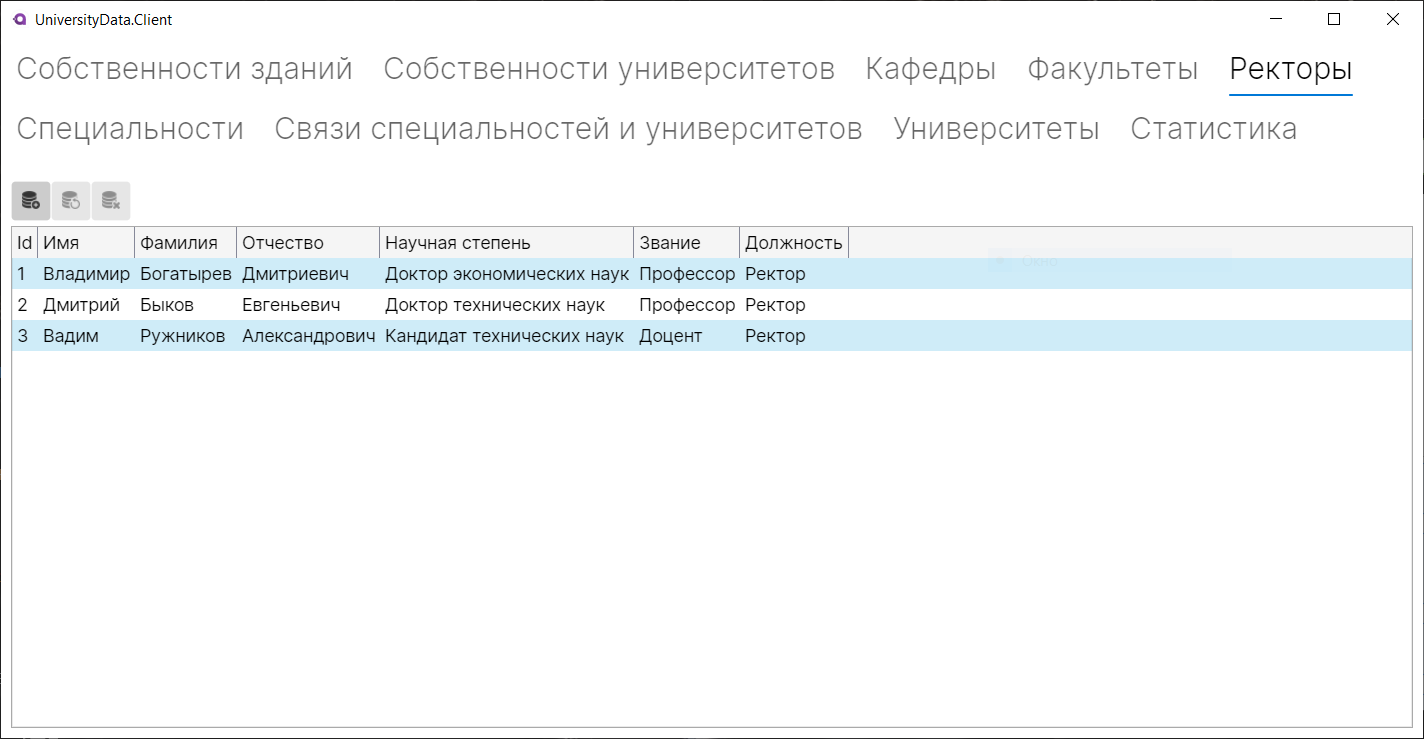 UniversityData.Client
Собственности зданий Собственности университетов Кафедры Факультеты Ректоры
Специальности Связи специальностей и университетов Университеты Статистика
Id Имя Фамилия Отчество Научная степень Звание Должность
Окно
1 Владимир Богатырев Дмитриевич Доктор экономических наук Профессор Ректор
2 Дмитрий Быков Евгеньевич Доктор технических наук Профессор Ректор
3 Вадим Ружников Александрович Кандидат технических наук Доцент Ректор